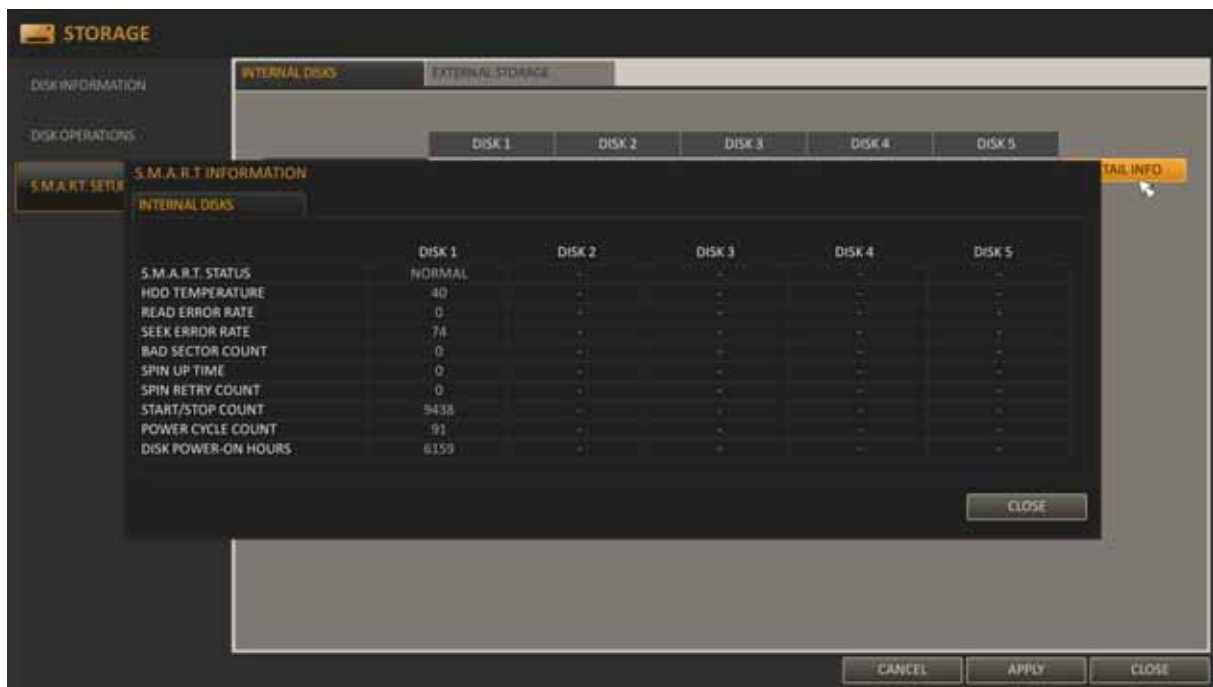 STORAGE
DISK INFORMATION
DISK OPERATIONS
S.M.A.R.T. SETUP
INTERNAL DISKS EXTERNAL STORAGE
DISK 1 DISK 2 DISK 3 DISK 4 DISK 5
TAIL INFO
S.M.A.R.T INFORMATION
INTERNAL DISKS
DISK 1 DISK 2 DISK 3 DISK 4 DISK 5
S.M.A.R.T. STATUS NORMAL - - - -
HDD TEMPERATURE 40 - - - -
READ ERROR RATE 0 - - - -
SEEK ERROR RATE 74 - - - -
BAD SECTOR COUNT 0 - - - -
SPIN UP TIME 0 - - - -
SPIN RETRY COUNT 0 - - - -
START/STOP COUNT 9438 - - - -
POWER CYCLE COUNT 91 - - - -
DISK POWER-ON HOURS 6159 - - - -
CLOSE
CANCEL APPLY CLOSE